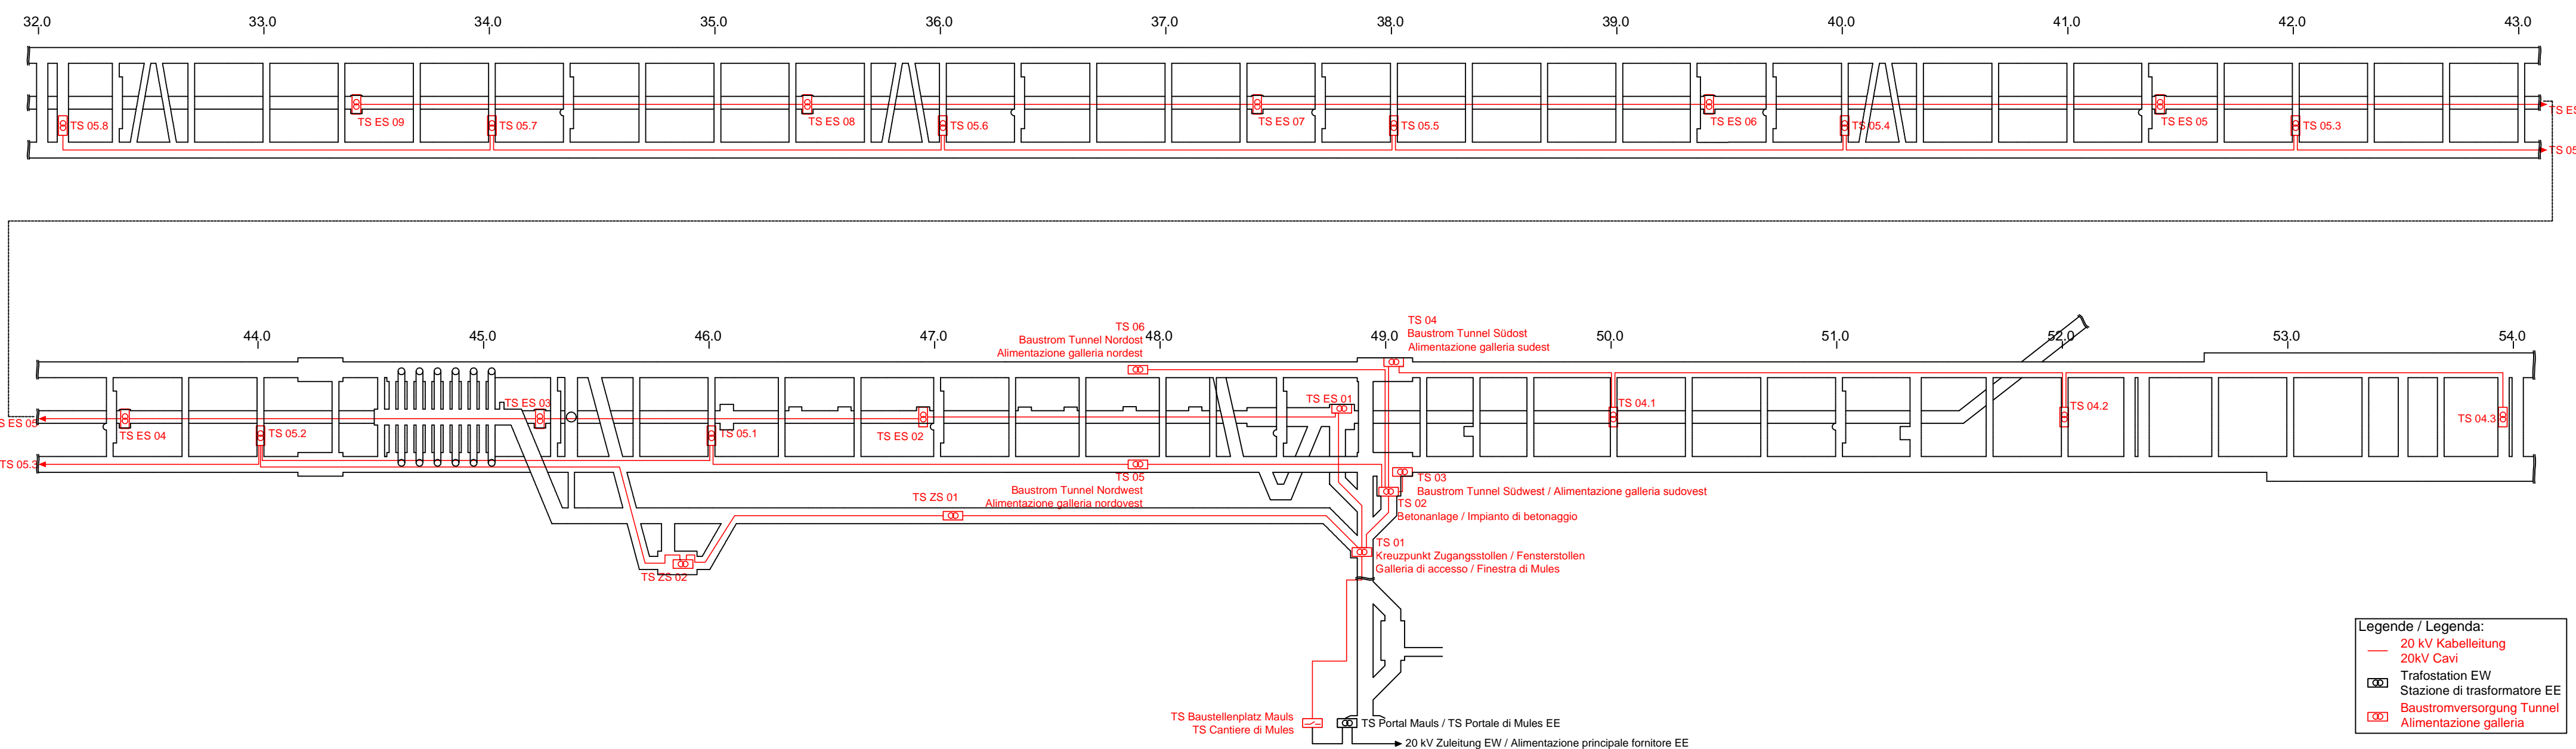 32.0 33.0 34.0 35.0 36.0 37.0 38.0 39.0 40.0 41.0 42.0 43.0
TS 05.8 TS ES 09 TS 05.7 TS ES 08 TS 05.6 TS ES 07 TS 05.5 TS ES 06 TS 05.4 TS ES 05 TS 05.3
TS ES
TS 05
44.0 45.0 46.0 47.0 48.0 49.0 50.0 51.0 52.0 53.0 54.0
TS 06
Baustrom Tunnel Nordost
Alimentazione galleria nordest
TS 04
Baustrom Tunnel Südost
Alimentazione galleria sudest
S ES 05
TS 05.3
TS ES 04
TS 05.2
TS ES 03
TS 05.1
TS ES 02
TS ES 01
TS 04.1
TS 04.2
TS 04.3
TS 05
Baustrom Tunnel Nordwest
Alimentazione galleria nordovest
TS 03
Baustrom Tunnel Südwest / Alimentazione galleria sudovest
TS 02
Betonanlage / Impianto di betonaggio
TS ZS 01
TS ZS 02
TS 01
Kreuzpunkt Zugangsstollen / Fensterstollen
Galleria di accesso / Finestra di Mules
TS Baustellenplatz Mauls
TS Cantiere di Mules
TS Portal Mauls / TS Portale di Mules EE
20 kV Zuleitung EW / Alimentazione principale fornitore EE
Legende / Legenda:
20 kV Kabelleitung
20kV Cavi
Trafostation EW
Stazione di trasformatore EE
Baustromversorgung Tunnel
Alimentazione galleria